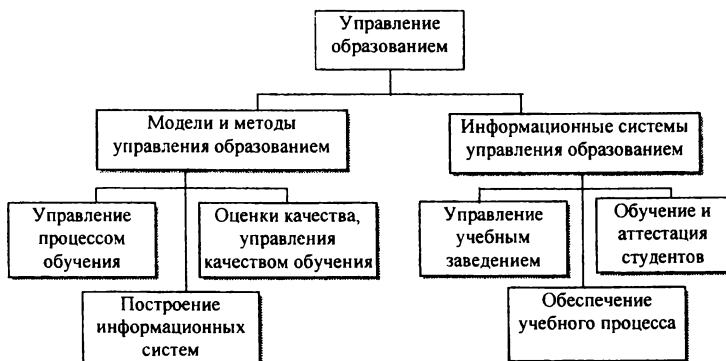 Управление
образованием
Модели и методы
управления образованием
Информационные системы
управления образованием
Управление
процессом
обучения
Оценки качества,
управления
качеством обучения
Управление
учебным
заведением
Обучение и
аттестация
студентов
Построение
информационных
систем
Обеспечение
учебного процесса